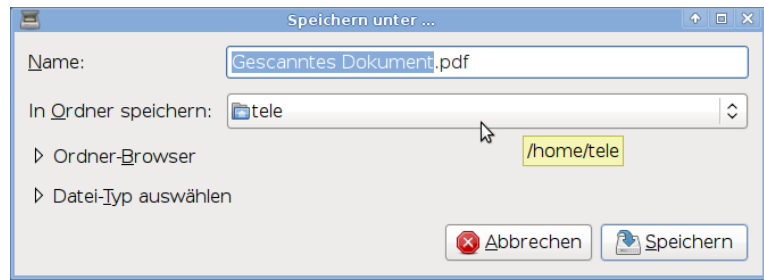 Speichern unter ...
Name: Gescanntes Dokument.pdf
In Ordner speichern: tele
/home/tele
Ordner-Browser
Datei-Typ auswählen
Abbrechen Speichern